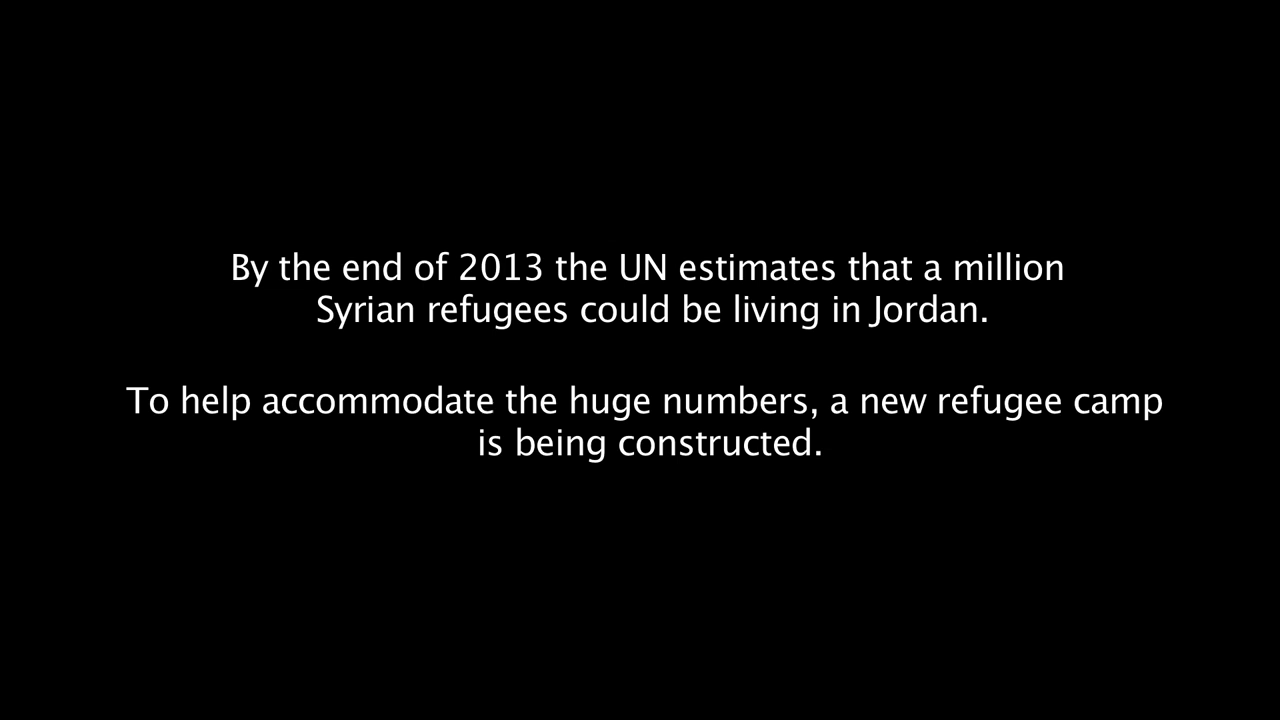 By the end of 2013 the UN estimates that a million
Syrian refugees could be living in Jordan.
To help accommodate the huge numbers, a new refugee camp
is being constructed.